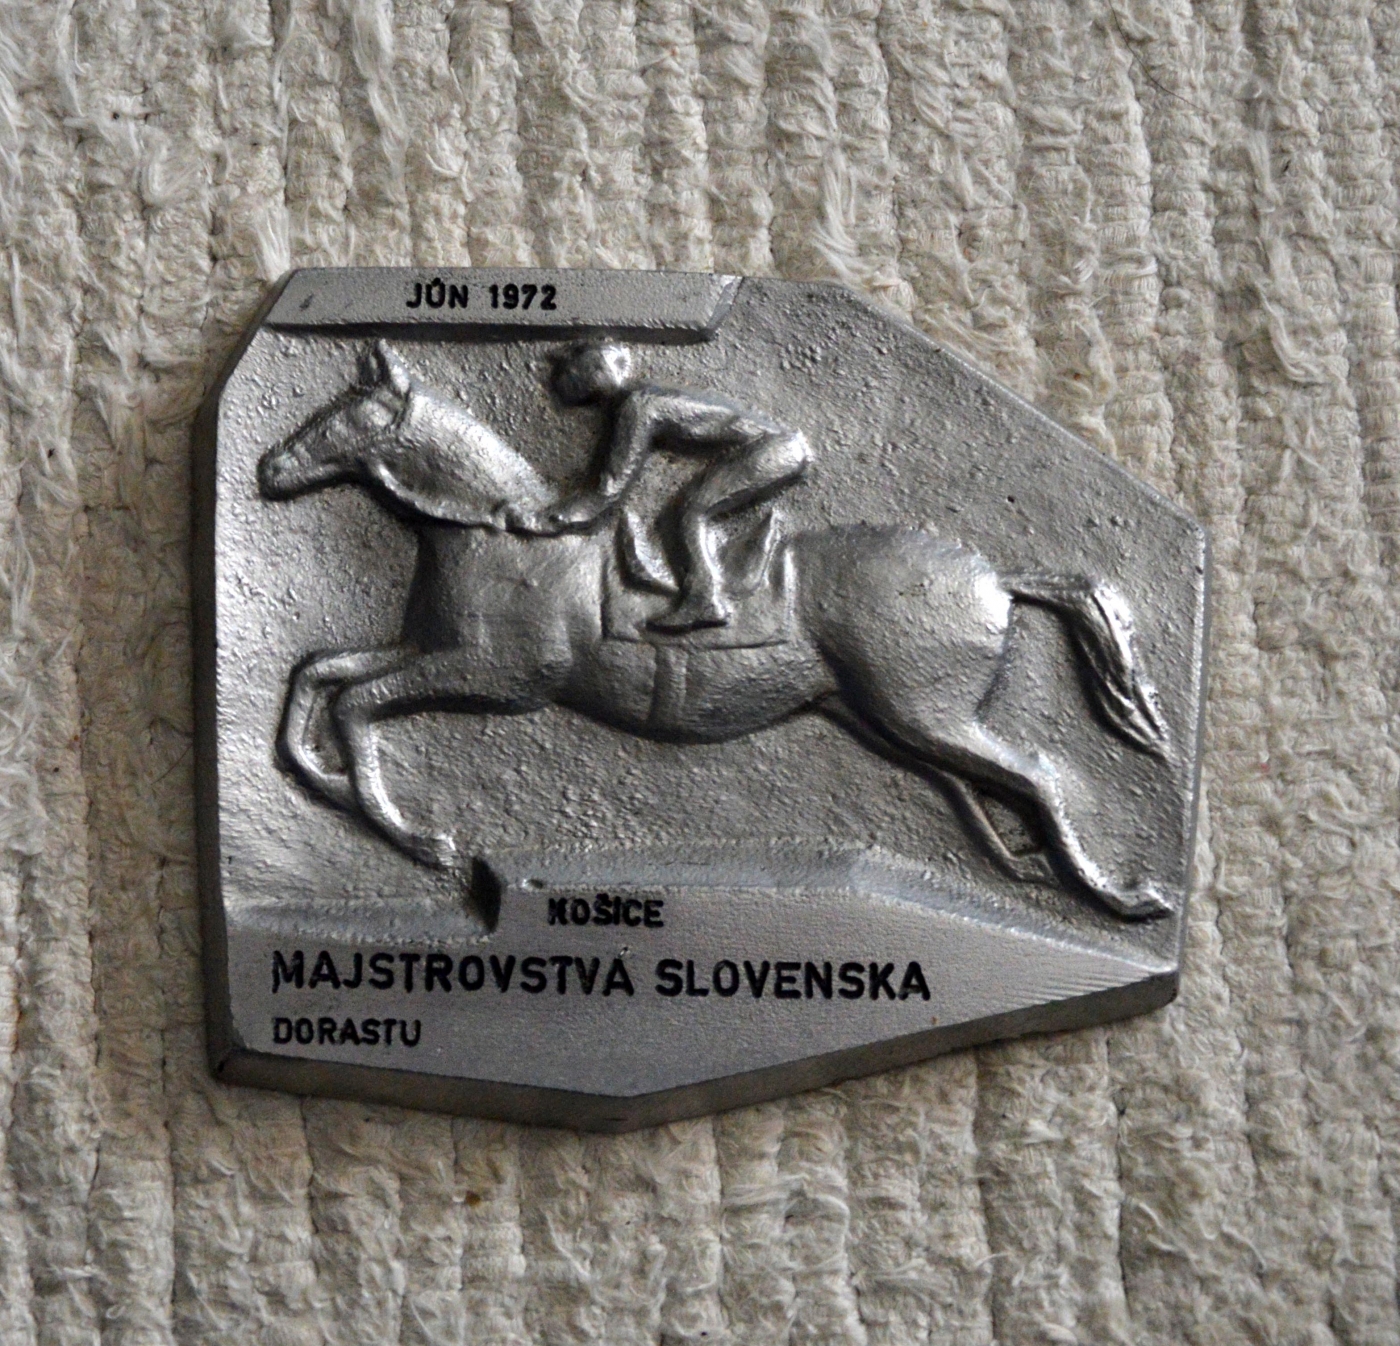 JÚN 1972
KOŠICE
MAJSTROVSTVÁ SLOVENSKA
DORASTU